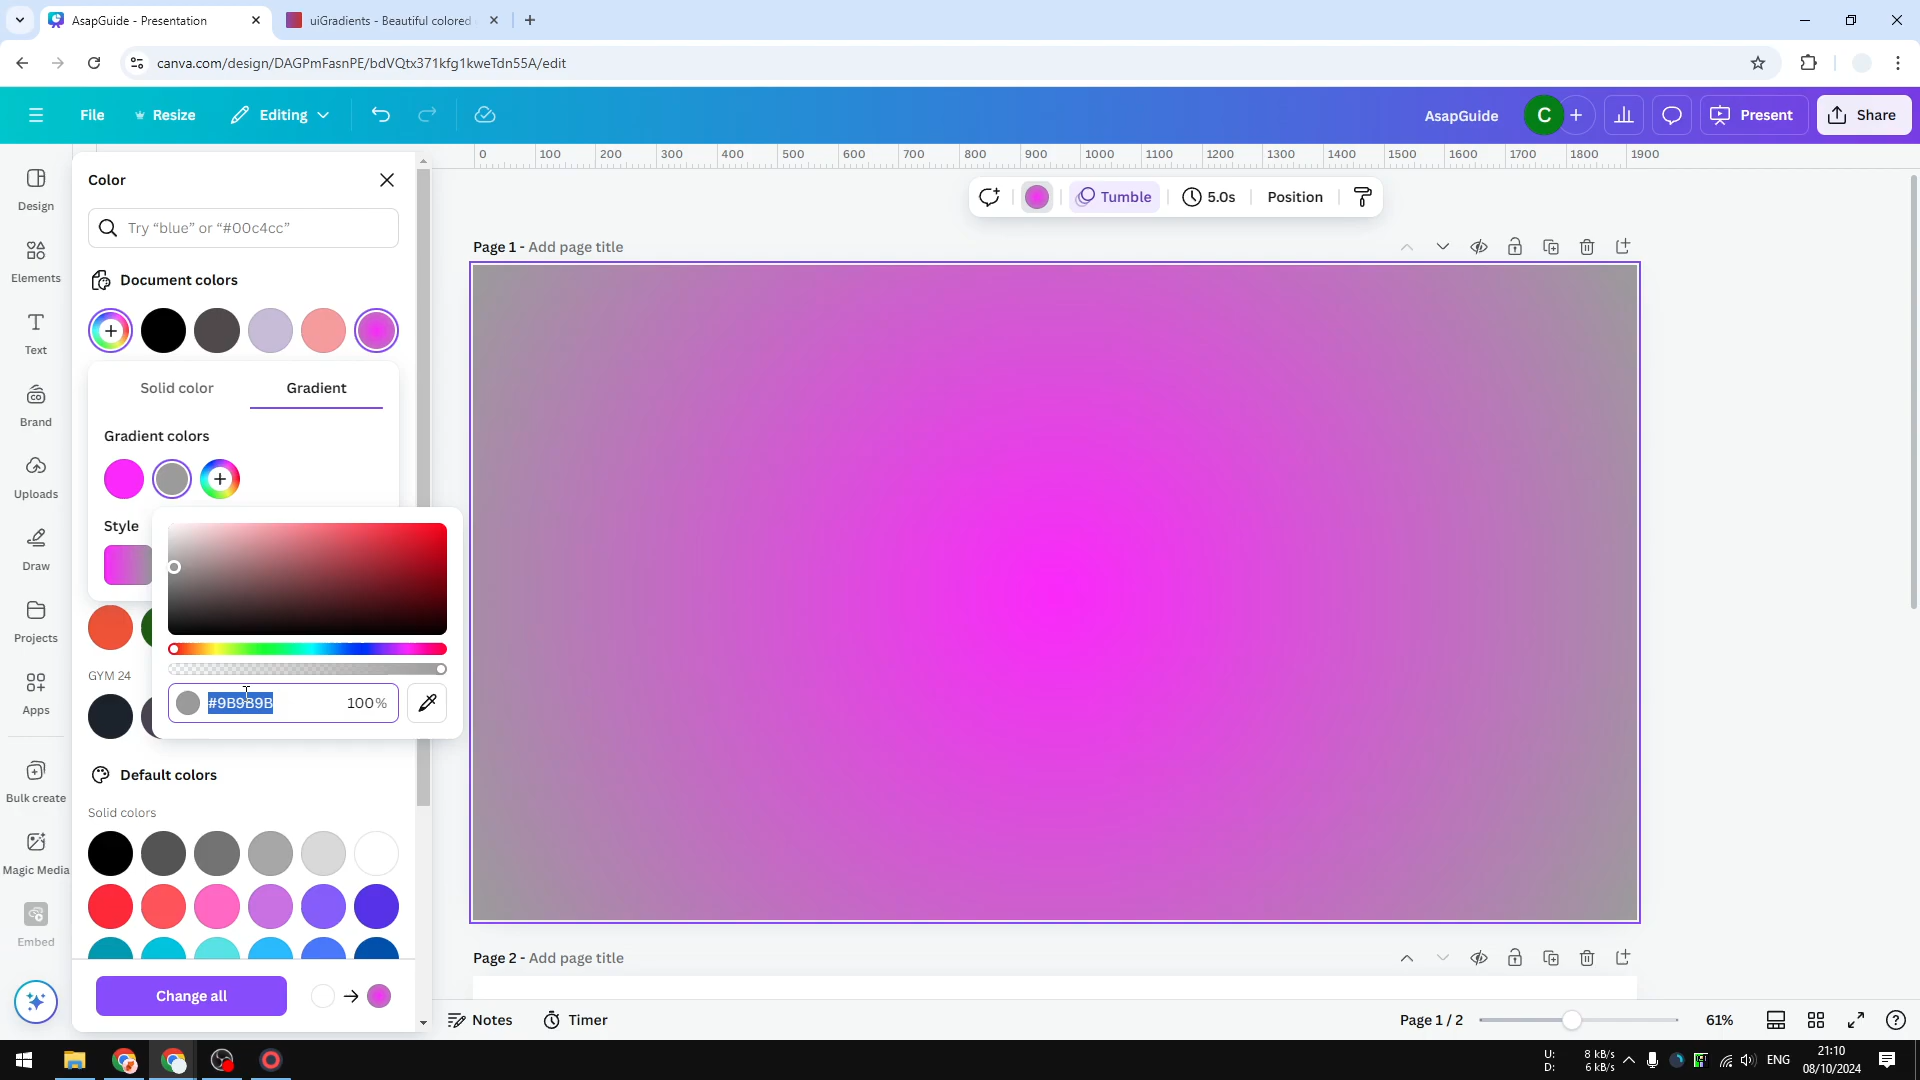 AsapGuide - Presentation
uiGradients - Beautiful colored
canva.com/design/DAGPmFasnPE/bdVQtx371kfg1kweTdn55A/edit
File
Resize
Editing
AsapGuide
C
Present
Share
0 100 200 300 400 500 600 700 800 900 1000 1100 1200 1300 1400 1500 1600 1700 1800 1900
Design
Elements
Text
Brand
Uploads
Draw
Projects
Apps
Bulk create
Magic Media
Embed
Color
Try “blue” or “#00c4cc”
Document colors
Solid color
Gradient
Gradient colors
Style
#9B9B9B
100%
GYM 24
Default colors
Solid colors
Change all
Tumble
5.0s
Position
Page 1 - Add page title
Page 2 - Add page title
Notes
Timer
Page 1 / 2
61%
U: 8 kB/s
D: 6 kB/s
ENG
21:10
08/10/2024